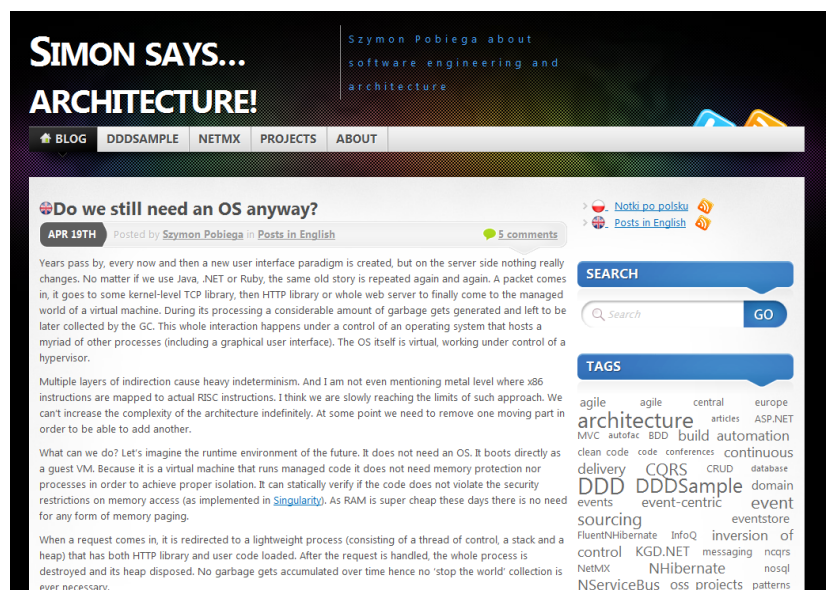 SIMON SAYS...
ARCHITECTURE!
Szymon Pobiega about
software engineering and
architecture
BLOG DDDSAMPLE NETMX PROJECTS ABOUT
Do we still need an OS anyway?
APR 19TH Posted by Szymon Pobiega in Posts in English 5 comments
Years pass by, every now and then a new user interface paradigm is created, but on the server side nothing really
changes. No matter if we use Java, .NET or Ruby, the same old story is repeated again and again. A packet comes
in, it goes to some kernel-level TCP library, then HTTP library or whole web server to finally come to the managed
world of a virtual machine. During its processing a considerable amount of garbage gets generated and left to be
later collected by the GC. This whole interaction happens under a control of an operating system that hosts a
myriad of other processes (including a graphical user interface). The OS itself is virtual, working under control of a
hypervisor.
Multiple layers of indirection cause heavy indeterminism. And I am not even mentioning metal level where x86
instructions are mapped to actual RISC instructions. I think we are slowly reaching the limits of such approach. We
can't increase the complexity of the architecture indefinitely. At some point we need to remove one moving part in
order to be able to add another.
What can we do? Let's imagine the runtime environment of the future. It does not need an OS. It boots directly as
a guest VM. Because it is a virtual machine that runs managed code it does not need memory protection nor
processes in order to achieve proper isolation. It can statically verify if the code does not violate the security
restrictions on memory access (as implemented in Singularity). As RAM is super cheap these days there is no need
for any form of memory paging.
When a request comes in, it is redirected to a lightweight process (consisting of a thread of control, a stack and a
heap) that has both HTTP library and user code loaded. After the request is handled, the whole process is
destroyed and its heap disposed. No garbage gets accumulated over time hence no 'stop the world' collection is
ever necessary.
Notki po polsku
Posts in English
SEARCH
Search GO
TAGS
agile agile central europe
architecture articles ASP.NET
MVC autofac BDD build automation
clean code code conferences continuous
delivery CQRS CRUD database
DDD DDDSample domain
events event-centric event
sourcing eventstore
FluentNHibernate InfoQ inversion of
control KGD.NET messaging ncqrs
NetMX NHibernate nosql
NServiceBus oss projects patterns